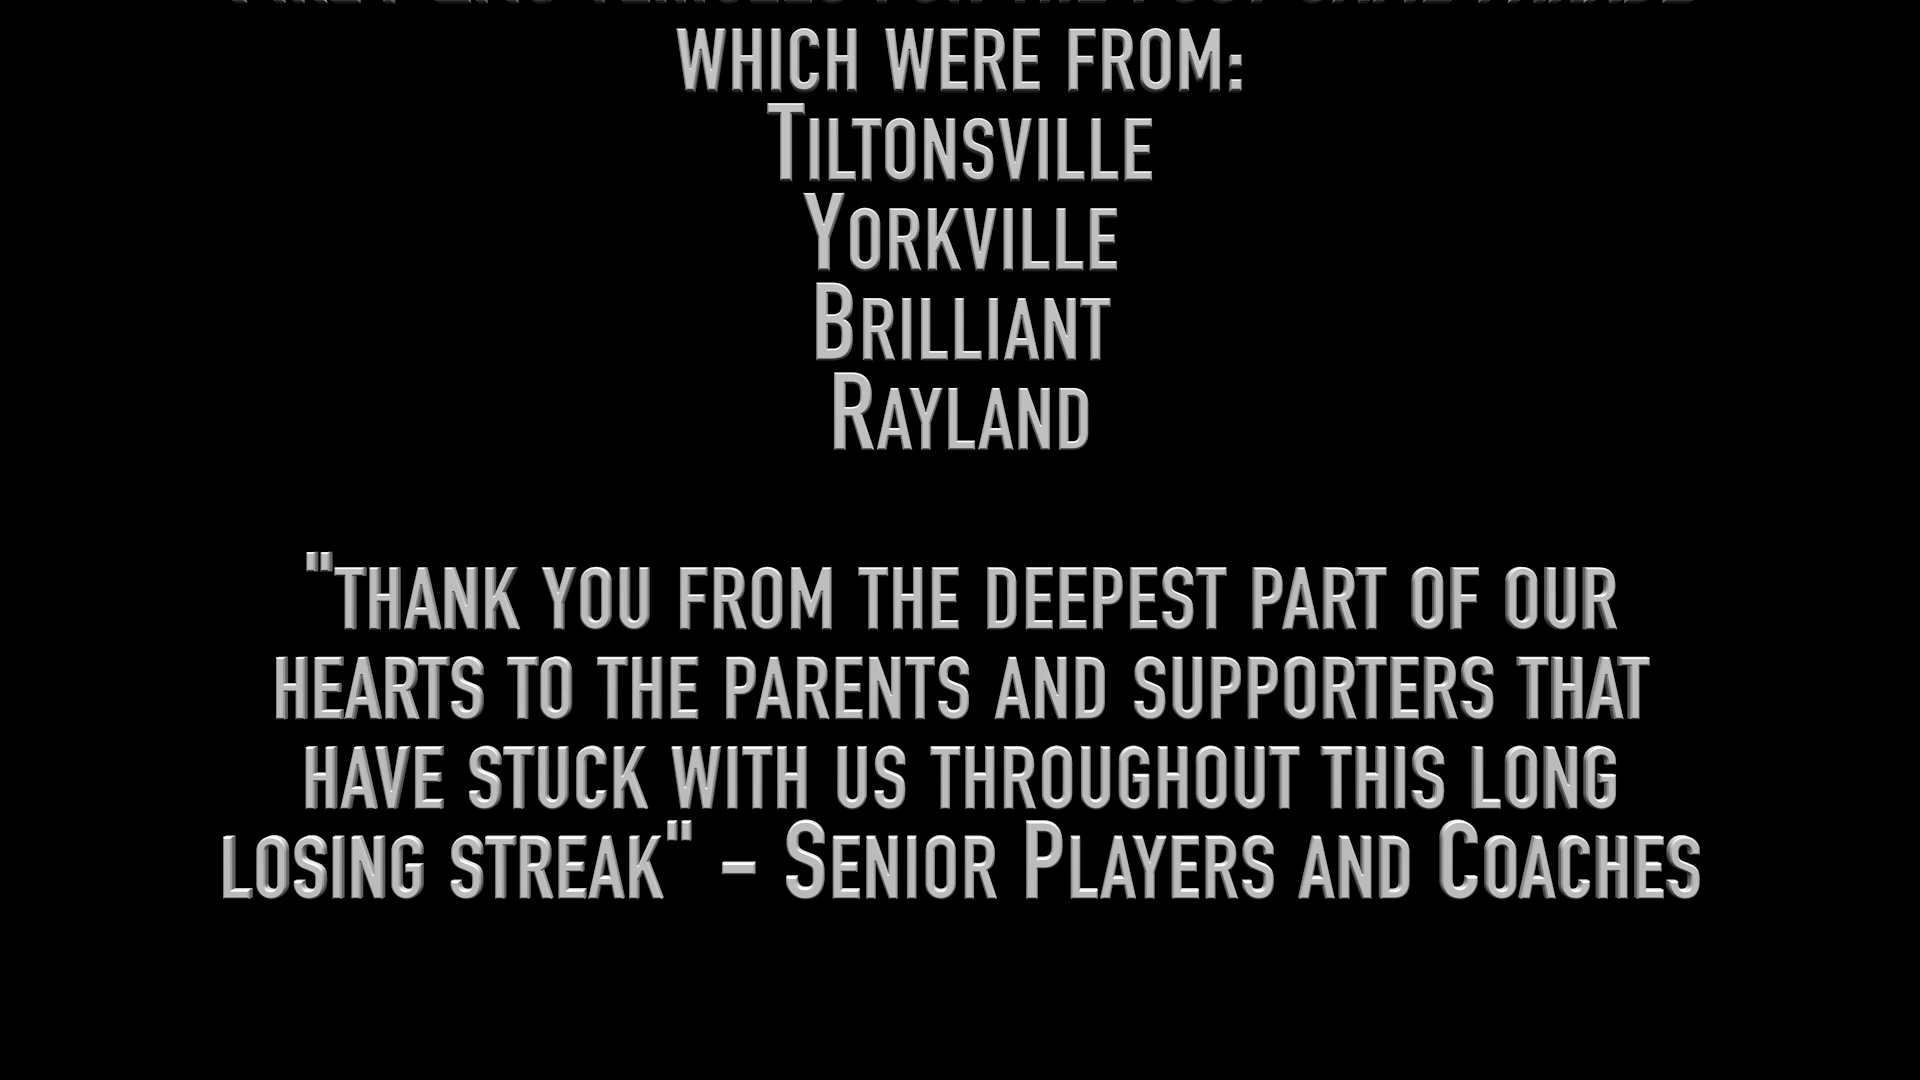 WHICH WERE FROM:
TILTONSVILLE
YORKVILLE
BRILLIANT
RAYLAND
"THANK YOU FROM THE DEEPEST PART OF OUR
HEARTS TO THE PARENTS AND SUPPORTERS THAT
HAVE STUCK WITH US THROUGHOUT THIS LONG
LOSING STREAK" – SENIOR PLAYERS AND COACHES